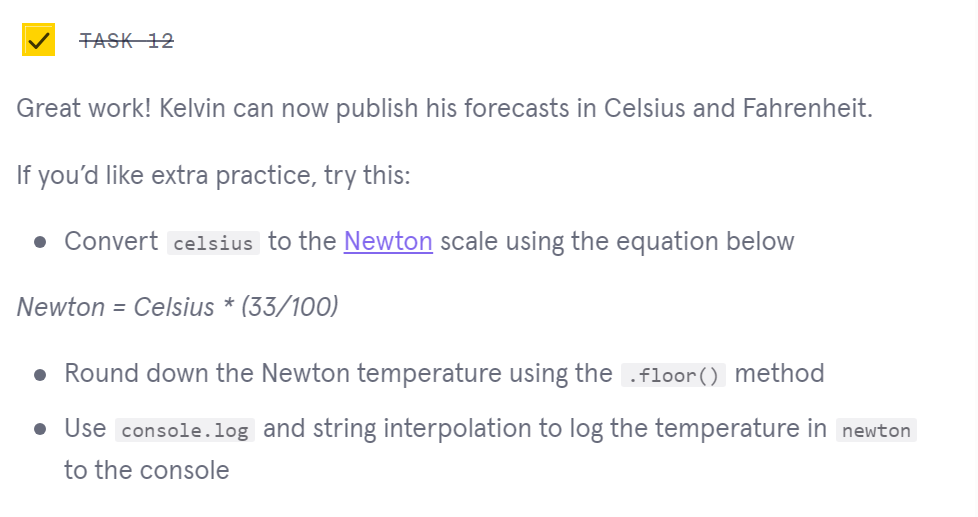 TASK 12
Great work! Kelvin can now publish his forecasts in Celsius and Fahrenheit.
If you’d like extra practice, try this:
● Convert celsius to the Newton scale using the equation below
Newton = Celsius * (33/100)
● Round down the Newton temperature using the .floor() method
● Use console.log and string interpolation to log the temperature in newton
to the console